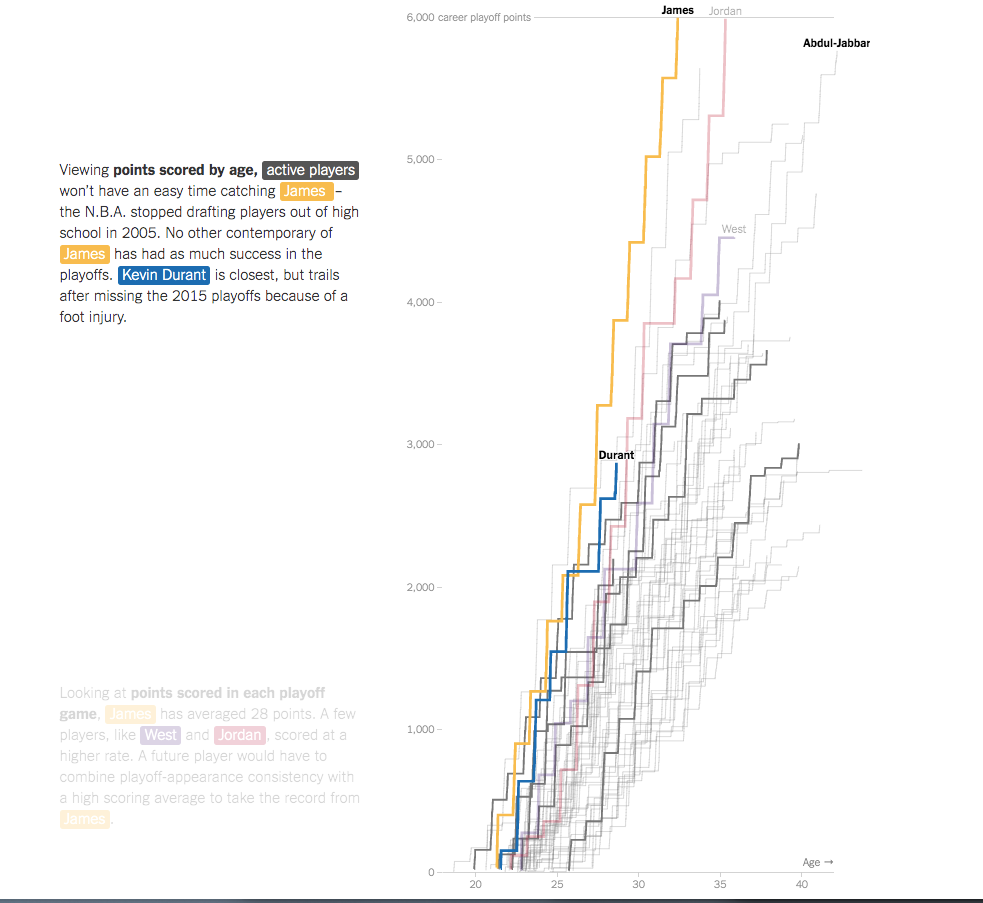 James Jordan
6,000 career playoff points
Abdul-Jabbar
5,000
Viewing points scored by age, active players
won’t have an easy time catching James –
the N.B.A. stopped drafting players out of high
school in 2005. No other contemporary of
James has had as much success in the
playoffs. Kevin Durant is closest, but trails
after missing the 2015 playoffs because of a
foot injury.
West
4,000
3,000
Durant
2,000
Looking at points scored in each playoff
game, James has averaged 28 points. A few
players, like West and Jordan, scored at a
higher rate. A future player would have to
combine playoff-appearance consistency with
a high scoring average to take the record from
James.
1,000
Age →
0
20 25 30 35 40